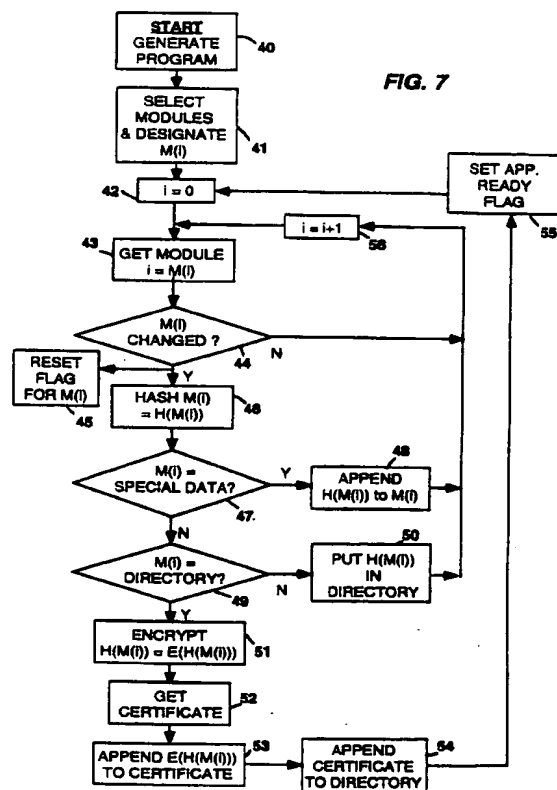 START
GENERATE
PROGRAM
40
FIG. 7
SELECT
MODULES
& DESIGNATE
M(i)
41
SET APP.
READY
FLAG
55
42
i = 0
i = i+1
56
43
GET MODULE
i = M(i)
M(i)
CHANGED ?
N
44
RESET
FLAG
FOR M(i)
45
Y
HASH M(i)
= H(M(i))
46
M(i) =
SPECIAL DATA?
Y
47.
48
APPEND
H(M(i)) to M(i)
N
M(i) =
DIRECTORY?
N
49
50
PUT H(M(i))
IN
DIRECTORY
Y
ENCRYPT
H(M(i)) = E(H(M(i)))
51
52
GET
CERTIFICATE
APPEND E(H(M(i)))
TO CERTIFICATE
53
APPEND
CERTIFICATE
TO DIRECTORY
54